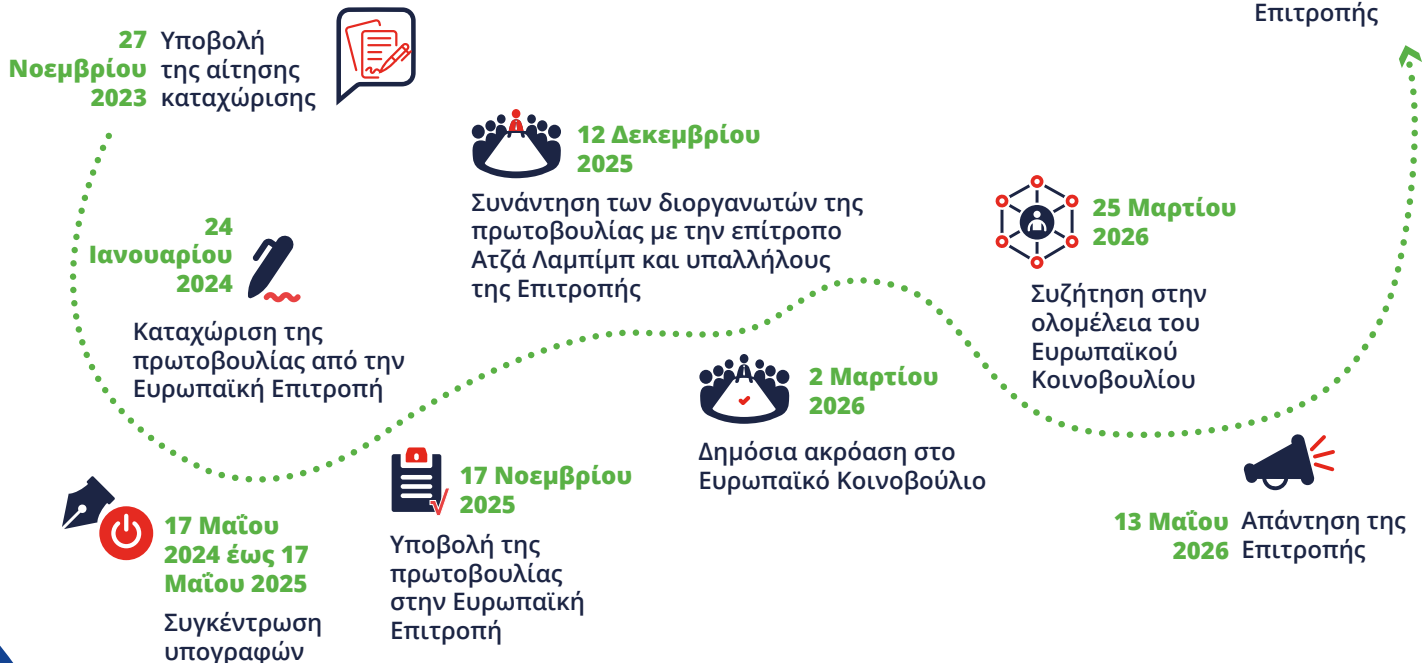 Επιτροπής
27 Υποβολή
Νοεμβρίου της αίτησης
2023 καταχώρισης
24
Ιανουαρίου
2024
Καταχώριση της
πρωτοβουλίας από την
Ευρωπαϊκή Επιτροπή
17 Μαΐου
2024 έως 17
Μαΐου 2025
Συγκέντρωση
υπογραφών
17 Νοεμβρίου
2025
Υποβολή της
πρωτοβουλίας
στην Ευρωπαϊκή
Επιτροπή
12 Δεκεμβρίου
2025
Συνάντηση των διοργανωτών της
πρωτοβουλίας με την επίτροπο
Ατζά Λαμπίμπ και υπαλλήλους
της Επιτροπής
2 Μαρτίου
2026
Δημόσια ακρόαση στο
Ευρωπαϊκό Κοινοβούλιο
25 Μαρτίου
2026
Συζήτηση στην
ολομέλεια του
Ευρωπαϊκού
Κοινοβουλίου
13 Μαΐου Απάντηση της
2026 Επιτροπής